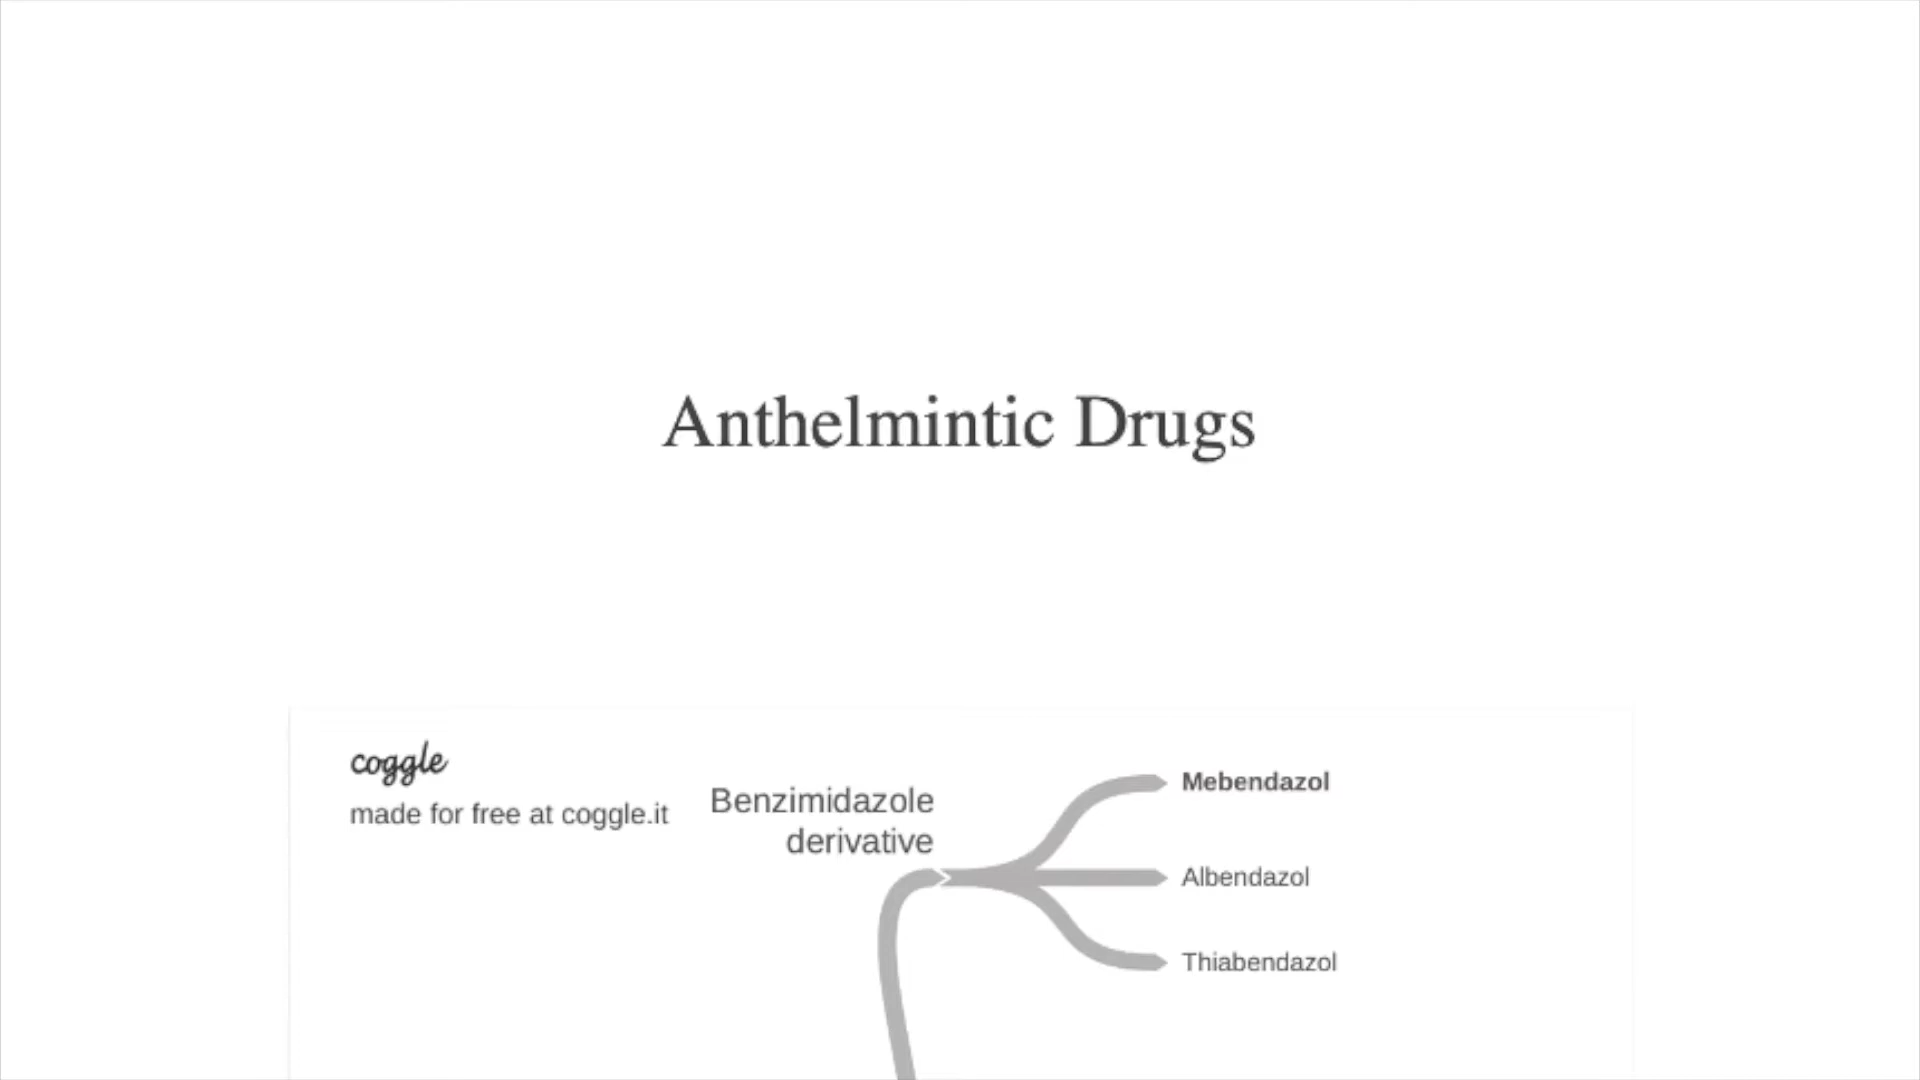 Anthelmintic Drugs
coggle
made for free at coggle.it
Benzimidazole
derivative
Mebendazol
Albendazol
Thiabendazol